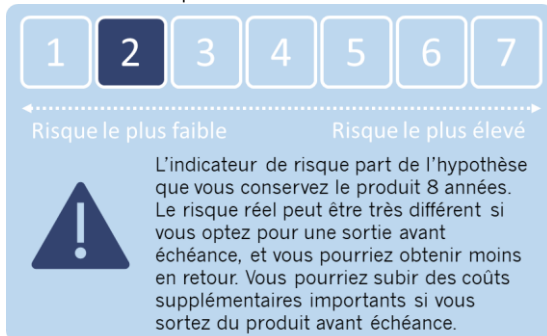 1 2 3 4 5 6 7
Risque le plus faible Risque le plus élevé
L'indicateur de risque part de l'hypothèse
que vous conservez le produit 8 années.
Le risque réel peut être très différent si
vous optez pour une sortie avant
échéance, et vous pourriez obtenir moins
en retour. Vous pourriez subir des coûts
supplémentaires importants si vous
sortez du produit avant échéance.